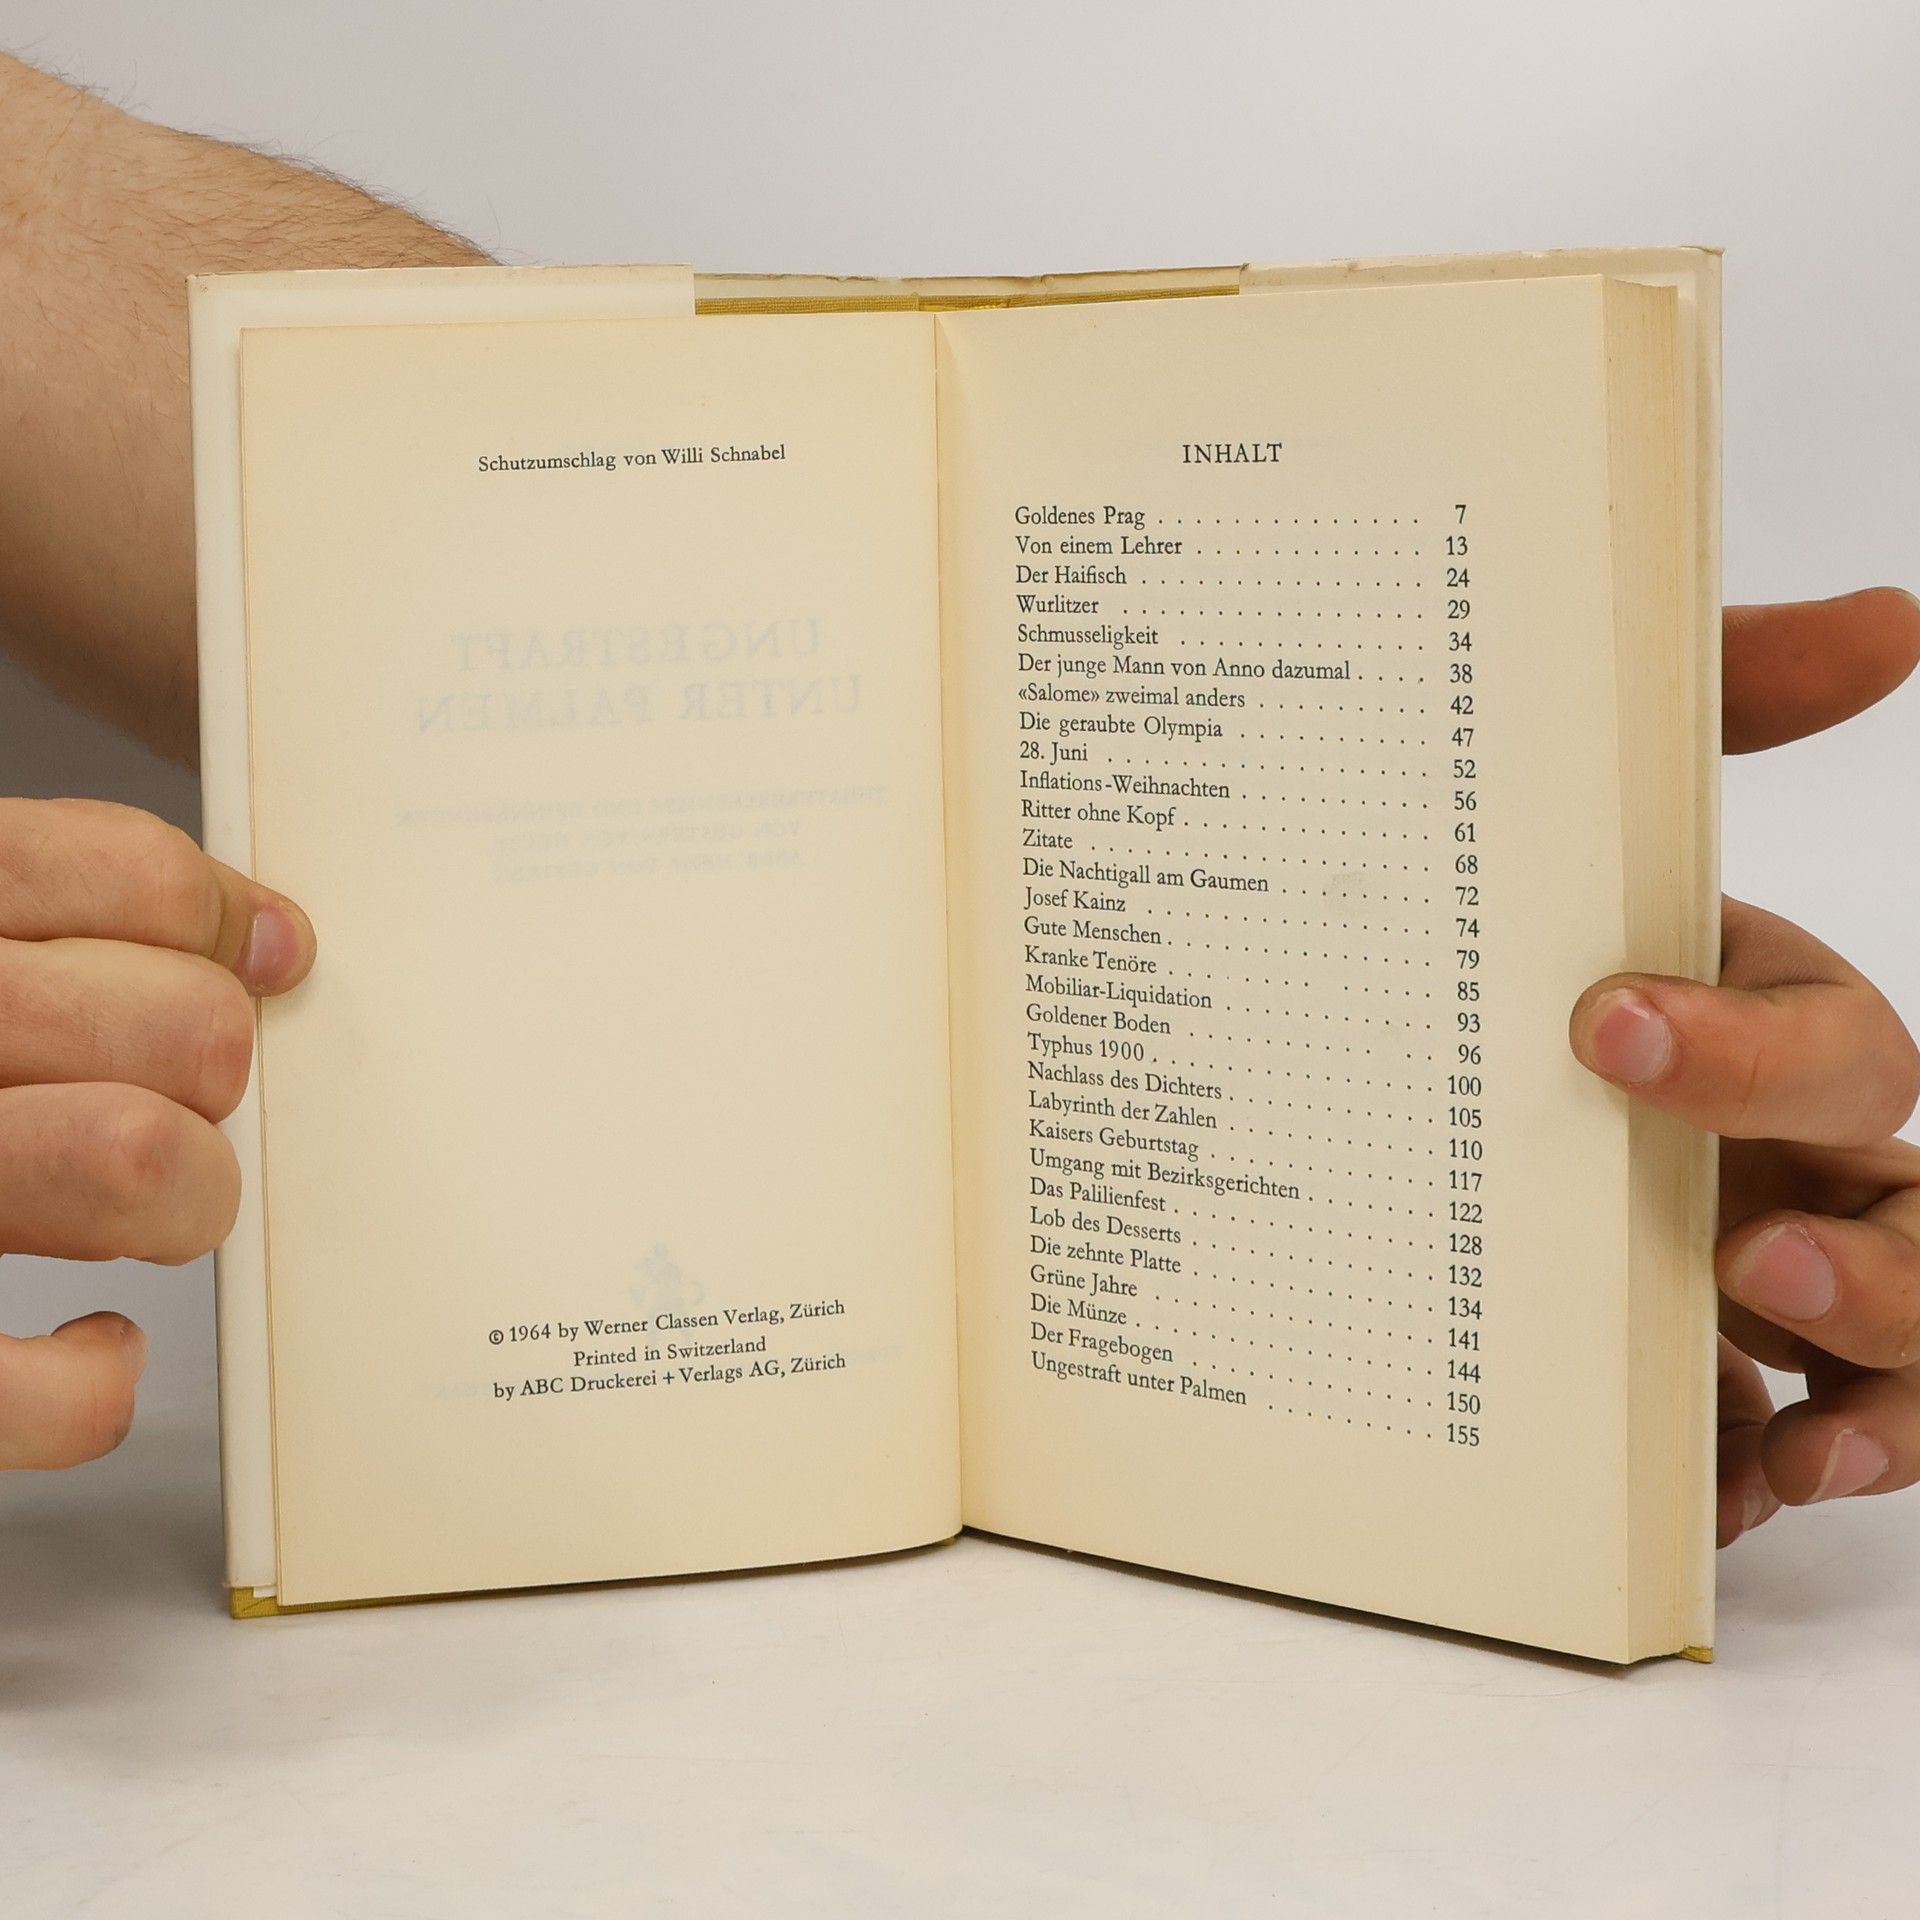 Schutzumschlag von Willi Schnabel
UNGESTRAFT
UNTER PALMEN
© 1964 by Werner Classen Verlag, Zürich
Printed in Switzerland
by ABC Druckerei + Verlags AG, Zürich
INHALT
Goldenes Prag . . . . . . . . . . . . . . 7
Von einem Lehrer . . . . . . . . . . . . 13
Der Haifisch . . . . . . . . . . . . . . . 24
Wurlitzer . . . . . . . . . . . . . . . . 29
Schmusseligkeit . . . . . . . . . . . . . 34
Der junge Mann von Anno dazumal . . . . 38
«Salome» zweimal anders . . . . . . . . . 42
Die geraubte Olympia . . . . . . . . . . 47
28. Juni . . . . . . . . . . . . . . . . . 52
Inflations-Weihnachten . . . . . . . . . . 56
Ritter ohne Kopf . . . . . . . . . . . . . 61
Zitate . . . . . . . . . . . . . . . . . . 68
Die Nachtigall am Gaumen . . . . . . . . 72
Josef Kainz . . . . . . . . . . . . . . . 74
Gute Menschen . . . . . . . . . . . . . . 79
Kranke Tenöre . . . . . . . . . . . . . 85
Mobiliar-Liquidation . . . . . . . . . . . 93
Goldener Boden . . . . . . . . . . . . 96
Typhus 1900 . . . . . . . . . . . . . . . 100
Nachlass des Dichters . . . . . . . . . . . 105
Labyrinth der Zahlen . . . . . . . . . . . 110
Kaisers Geburtstag . . . . . . . . . . . . 117
Umgang mit Bezirksgerichten . . . . . . . 122
Das Palilienfest . . . . . . . . . . . . . . 128
Lob des Desserts . . . . . . . . . . . . . 132
Die zehnte Platte . . . . . . . . . . . . . 134
Grüne Jahre . . . . . . . . . . . . . . . 141
Die Münze . . . . . . . . . . . . . . . . 144
Der Fragebogen . . . . . . . . . . . . . 150
Ungestraft unter Palmen . . . . . . . . . 155